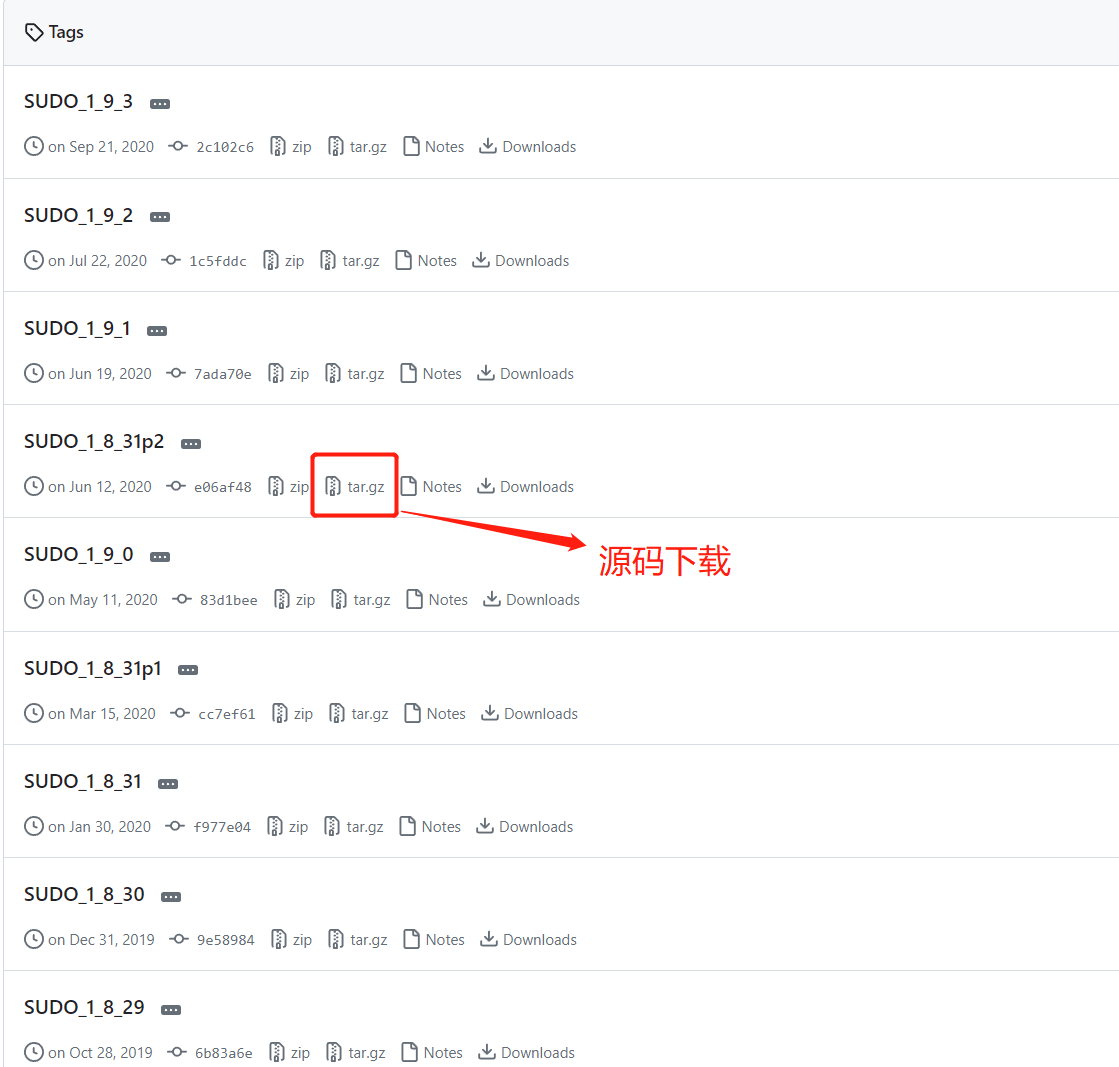 Tags
SUDO_1_9_3
on Sep 21, 2020 2c102c6 zip tar.gz Notes Downloads
SUDO_1_9_2
on Jul 22, 2020 1c5fddc zip tar.gz Notes Downloads
SUDO_1_9_1
on Jun 19, 2020 7ada70e zip tar.gz Notes Downloads
SUDO_1_8_31p2
on Jun 12, 2020 e06af48 zip tar.gz Notes Downloads
SUDO_1_9_0
源码下载
on May 11, 2020 83d1bee zip tar.gz Notes Downloads
SUDO_1_8_31p1
on Mar 15, 2020 cc7ef61 zip tar.gz Notes Downloads
SUDO_1_8_31
on Jan 30, 2020 f977e04 zip tar.gz Notes Downloads
SUDO_1_8_30
on Dec 31, 2019 9e58984 zip tar.gz Notes Downloads
SUDO_1_8_29
on Oct 28, 2019 6b83a6e zip tar.gz Notes Downloads